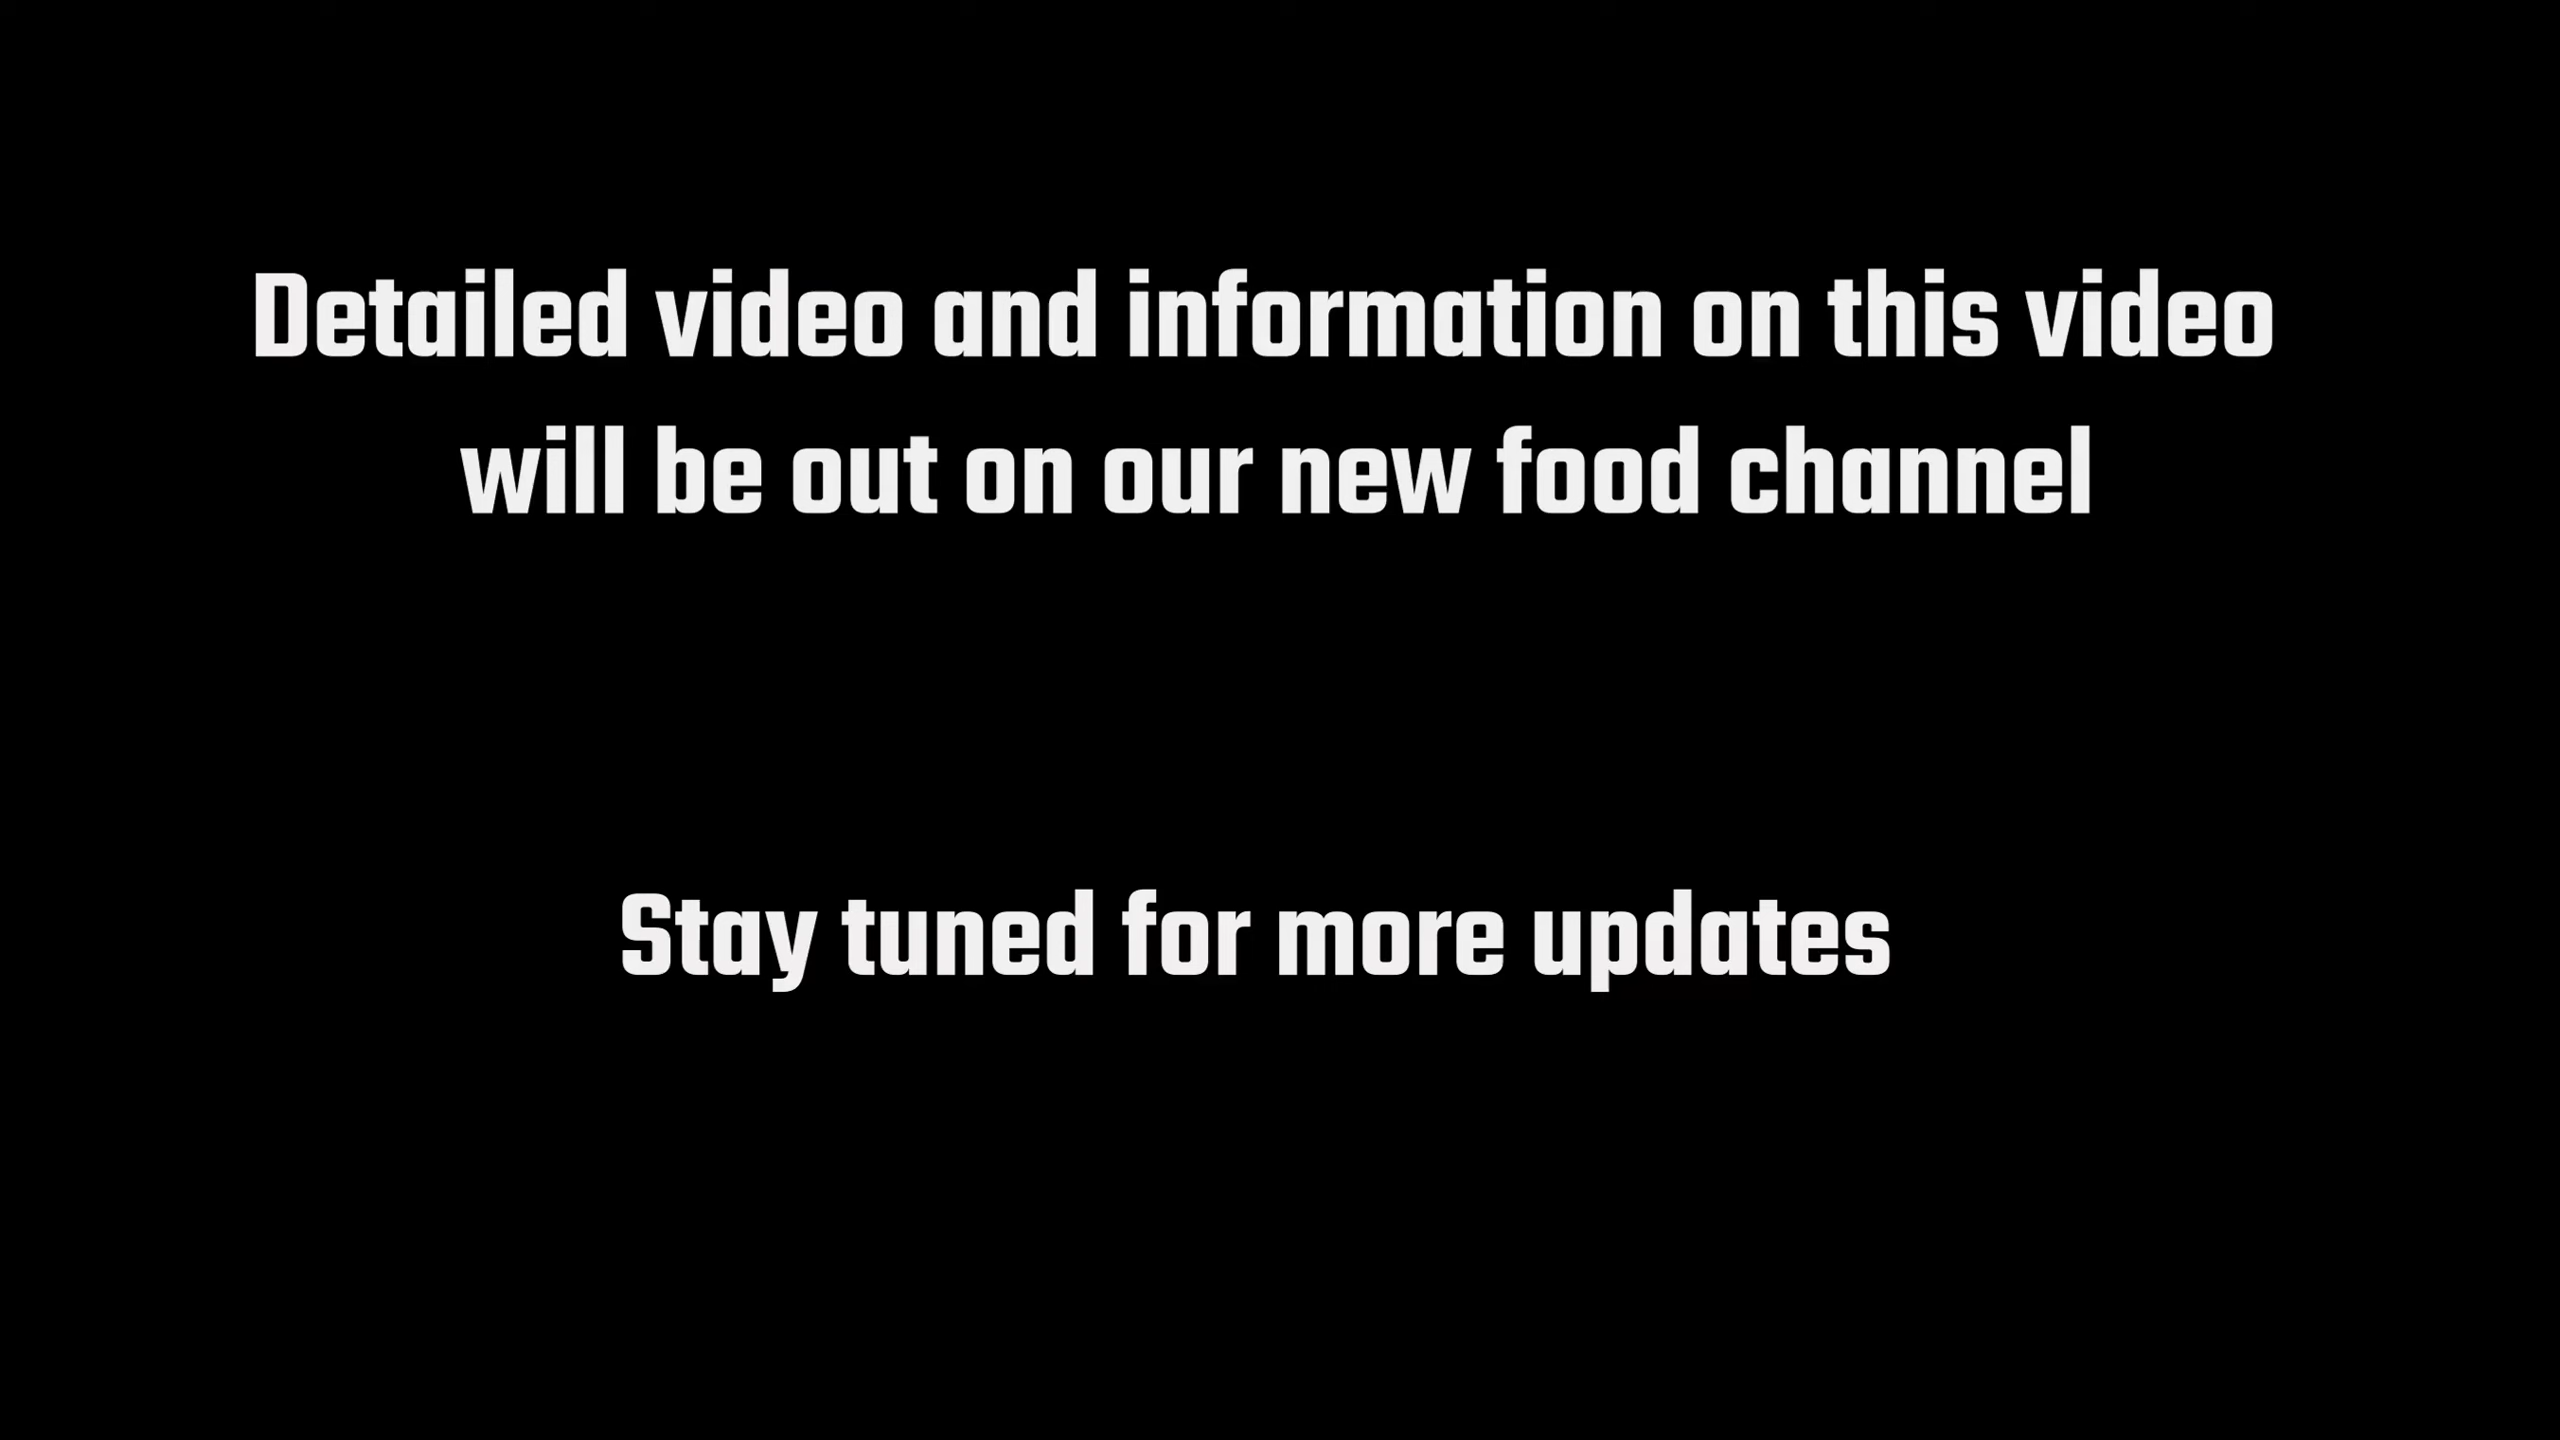 Detailed video and information on this video
will be out on our new food channel
Stay tuned for more updates